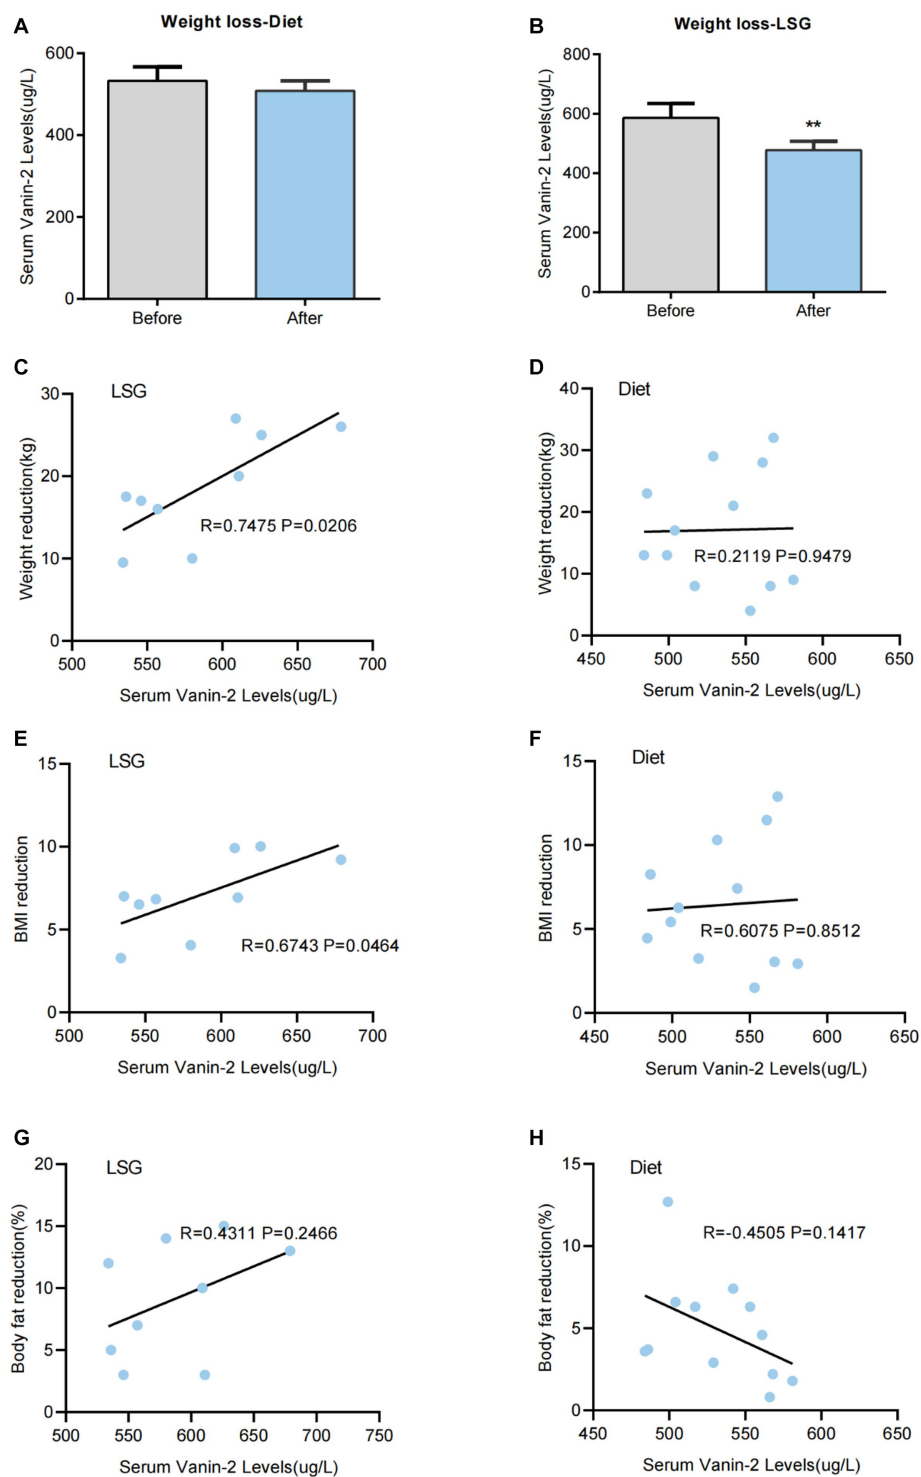 A
Weight loss-Diet
Serum Vanin-2 Levels(ug/L)
600
400
200
0
Before After
B
Weight loss-LSG
Serum Vanin-2 Levels(ug/L)
800
600
400
200
0
**
Before After
C
LSG
Weight reduction(kg)
30
20
10
0
R=0.7475 P=0.0206
500 550 600 650 700
Serum Vanin-2 Levels(ug/L)
D
Diet
Weight reduction(kg)
40
30
20
10
0
R=0.2119 P=0.9479
450 500 550 600 650
Serum Vanin-2 Levels(ug/L)
E
LSG
BMI reduction
15
10
5
0
R=0.6743 P=0.0464
500 550 600 650 700
Serum Vanin-2 Levels(ug/L)
F
Diet
BMI reduction
15
10
5
0
R=0.6075 P=0.8512
450 500 550 600 650
Serum Vanin-2 Levels(ug/L)
G
LSG
Body fat reduction(%)
20
15
10
5
0
R=0.4311 P=0.2466
500 550 600 650 700 750
Serum Vanin-2 Levels(ug/L)
H
Diet
Body fat reduction(%)
15
10
5
0
R=-0.4505 P=0.1417
450 500 550 600 650
Serum Vanin-2 Levels(ug/L)